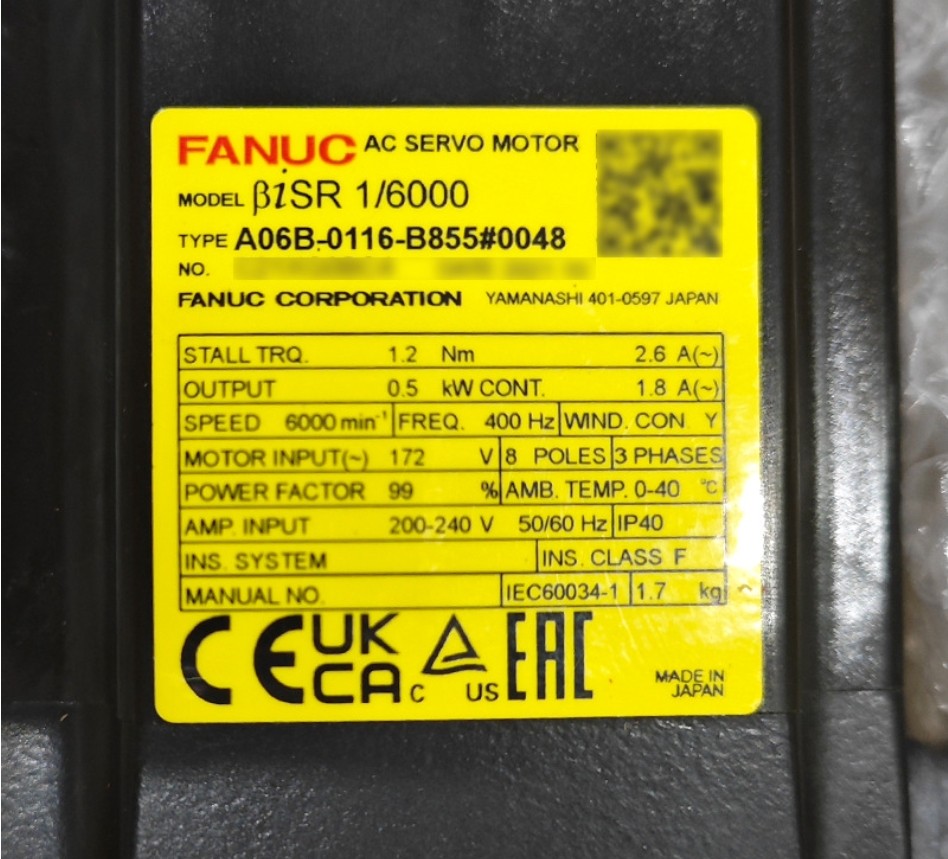 FANUC AC SERVO MOTOR
MODEL βiSR 1/6000
TYPE A06B-0116-B855#0048
NO.
FANUC CORPORATION YAMANASHI 401-0597 JAPAN
STALL TRQ. 1.2 Nm 2.6 A(~)
OUTPUT 0.5 kW CONT. 1.8 A(~)
SPEED 6000 min⁻¹ FREQ. 400 Hz WIND. CON. Y
MOTOR INPUT(~) 172 V 8 POLES 3 PHASES
POWER FACTOR 99 % AMB. TEMP. 0-40 °C
AMP. INPUT 200-240 V 50/60 Hz IP40
INS. SYSTEM INS. CLASS F
MANUAL NO. IEC60034-1 1.7 kg
CE UK CA C US EAC
MADE IN
JAPAN